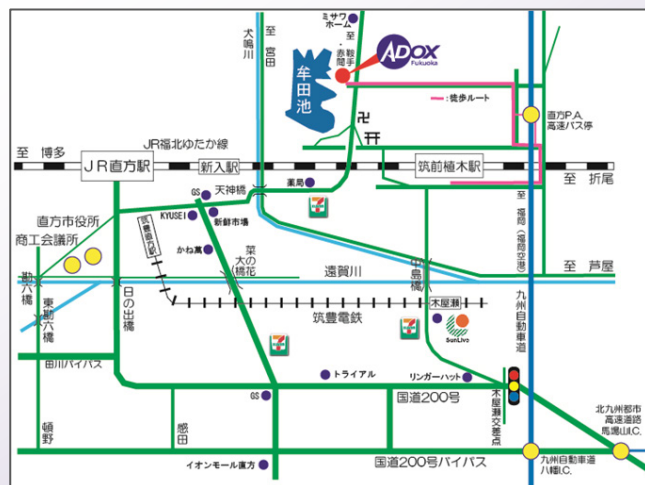 ミサワ
ホーム
至
宮田
至
鞍手
・赤間
ADOX
Fukuoka
犬鳴川
牟田池
卍
:徒歩ルート
直方P.A.
高速バス停
至 博多
JR福北ゆたか線
JR直方駅
新入駅
筑前植木駅
至 折尾
薬局
天神橋
GS
KYUSEI
新鮮市場
直方市役所
商工会議所
筑豊直方駅
かね萬
菜の花
大橋
遠賀川
中島橋
至 福岡(福岡空港)
至 芦屋
勘六橋
東勘六橋
日の出橋
筑豊電鉄
木屋瀬
SunLive
九州自動車道
田川バイパス
トライアル
リンガーハット
国道200号
GS
木屋瀬交差点
北九州都市
高速道路
馬場山I.C.
頓野
感田
イオンモール直方
国道200号バイパス
九州自動車道
八幡I.C.